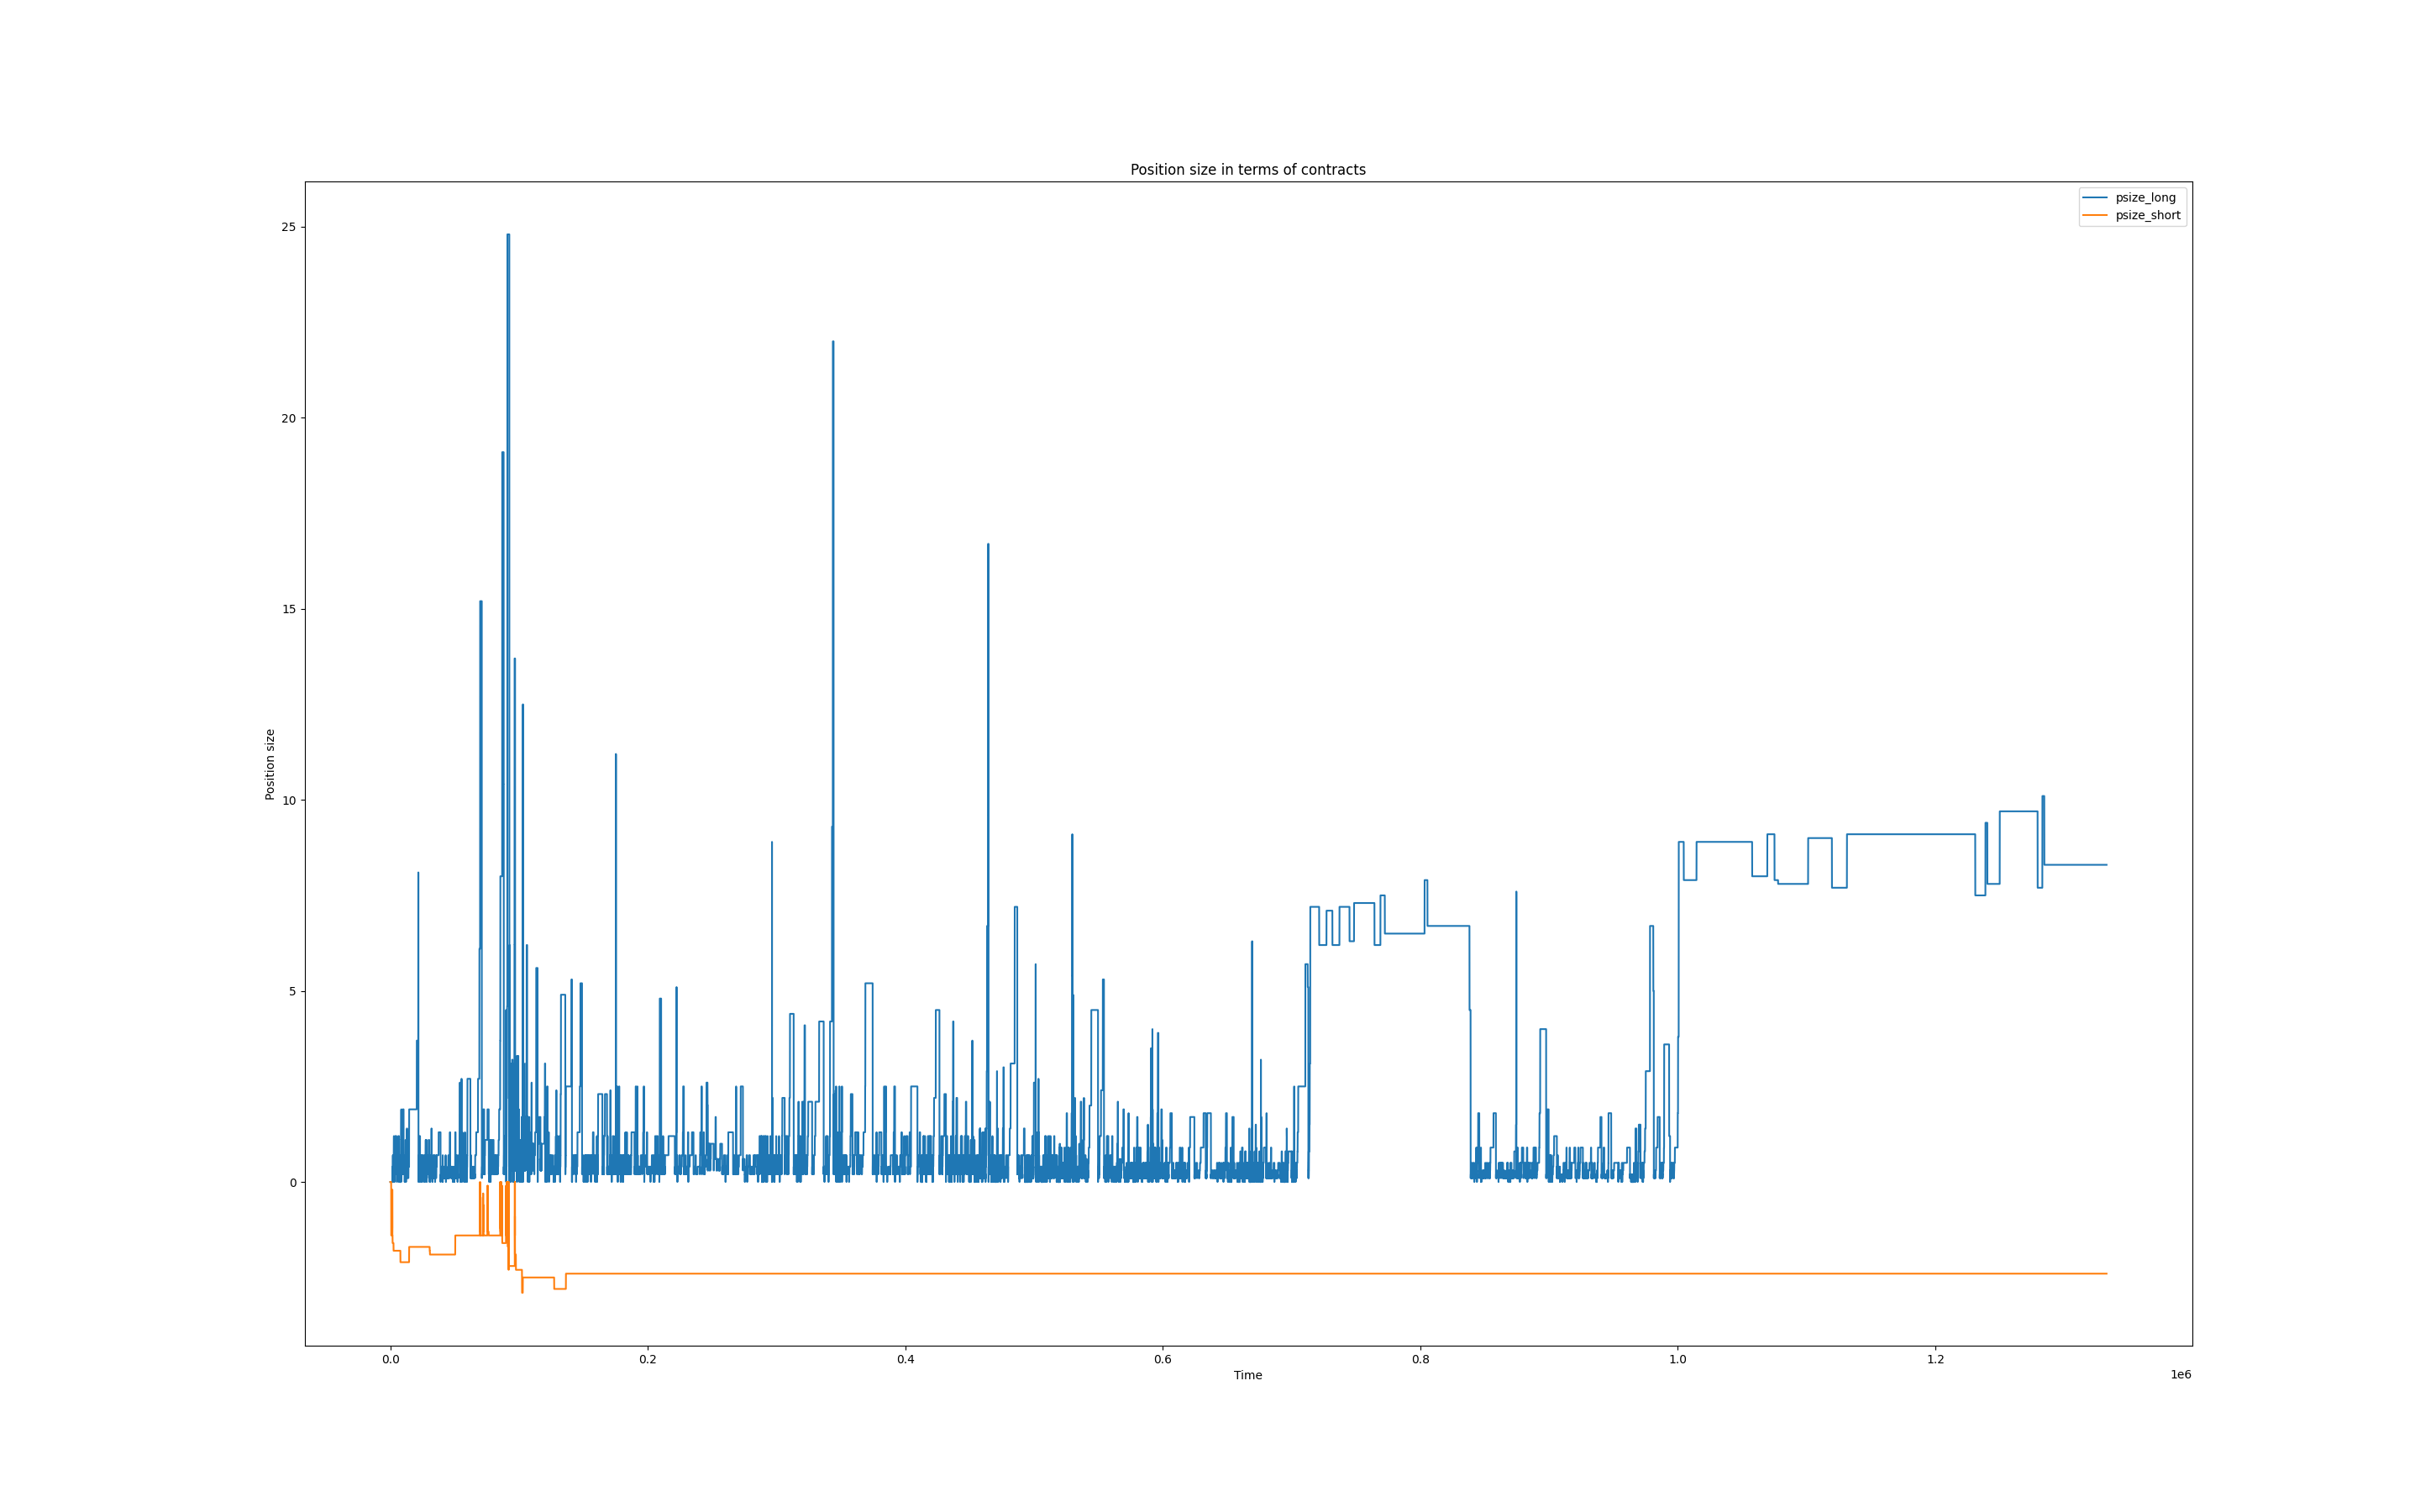 Position size in terms of contracts
psize_long
psize_short
25
20
15
10
5
0
Position size
0.0 0.2 0.4 0.6 0.8 1.0 1.2
Time
1e6